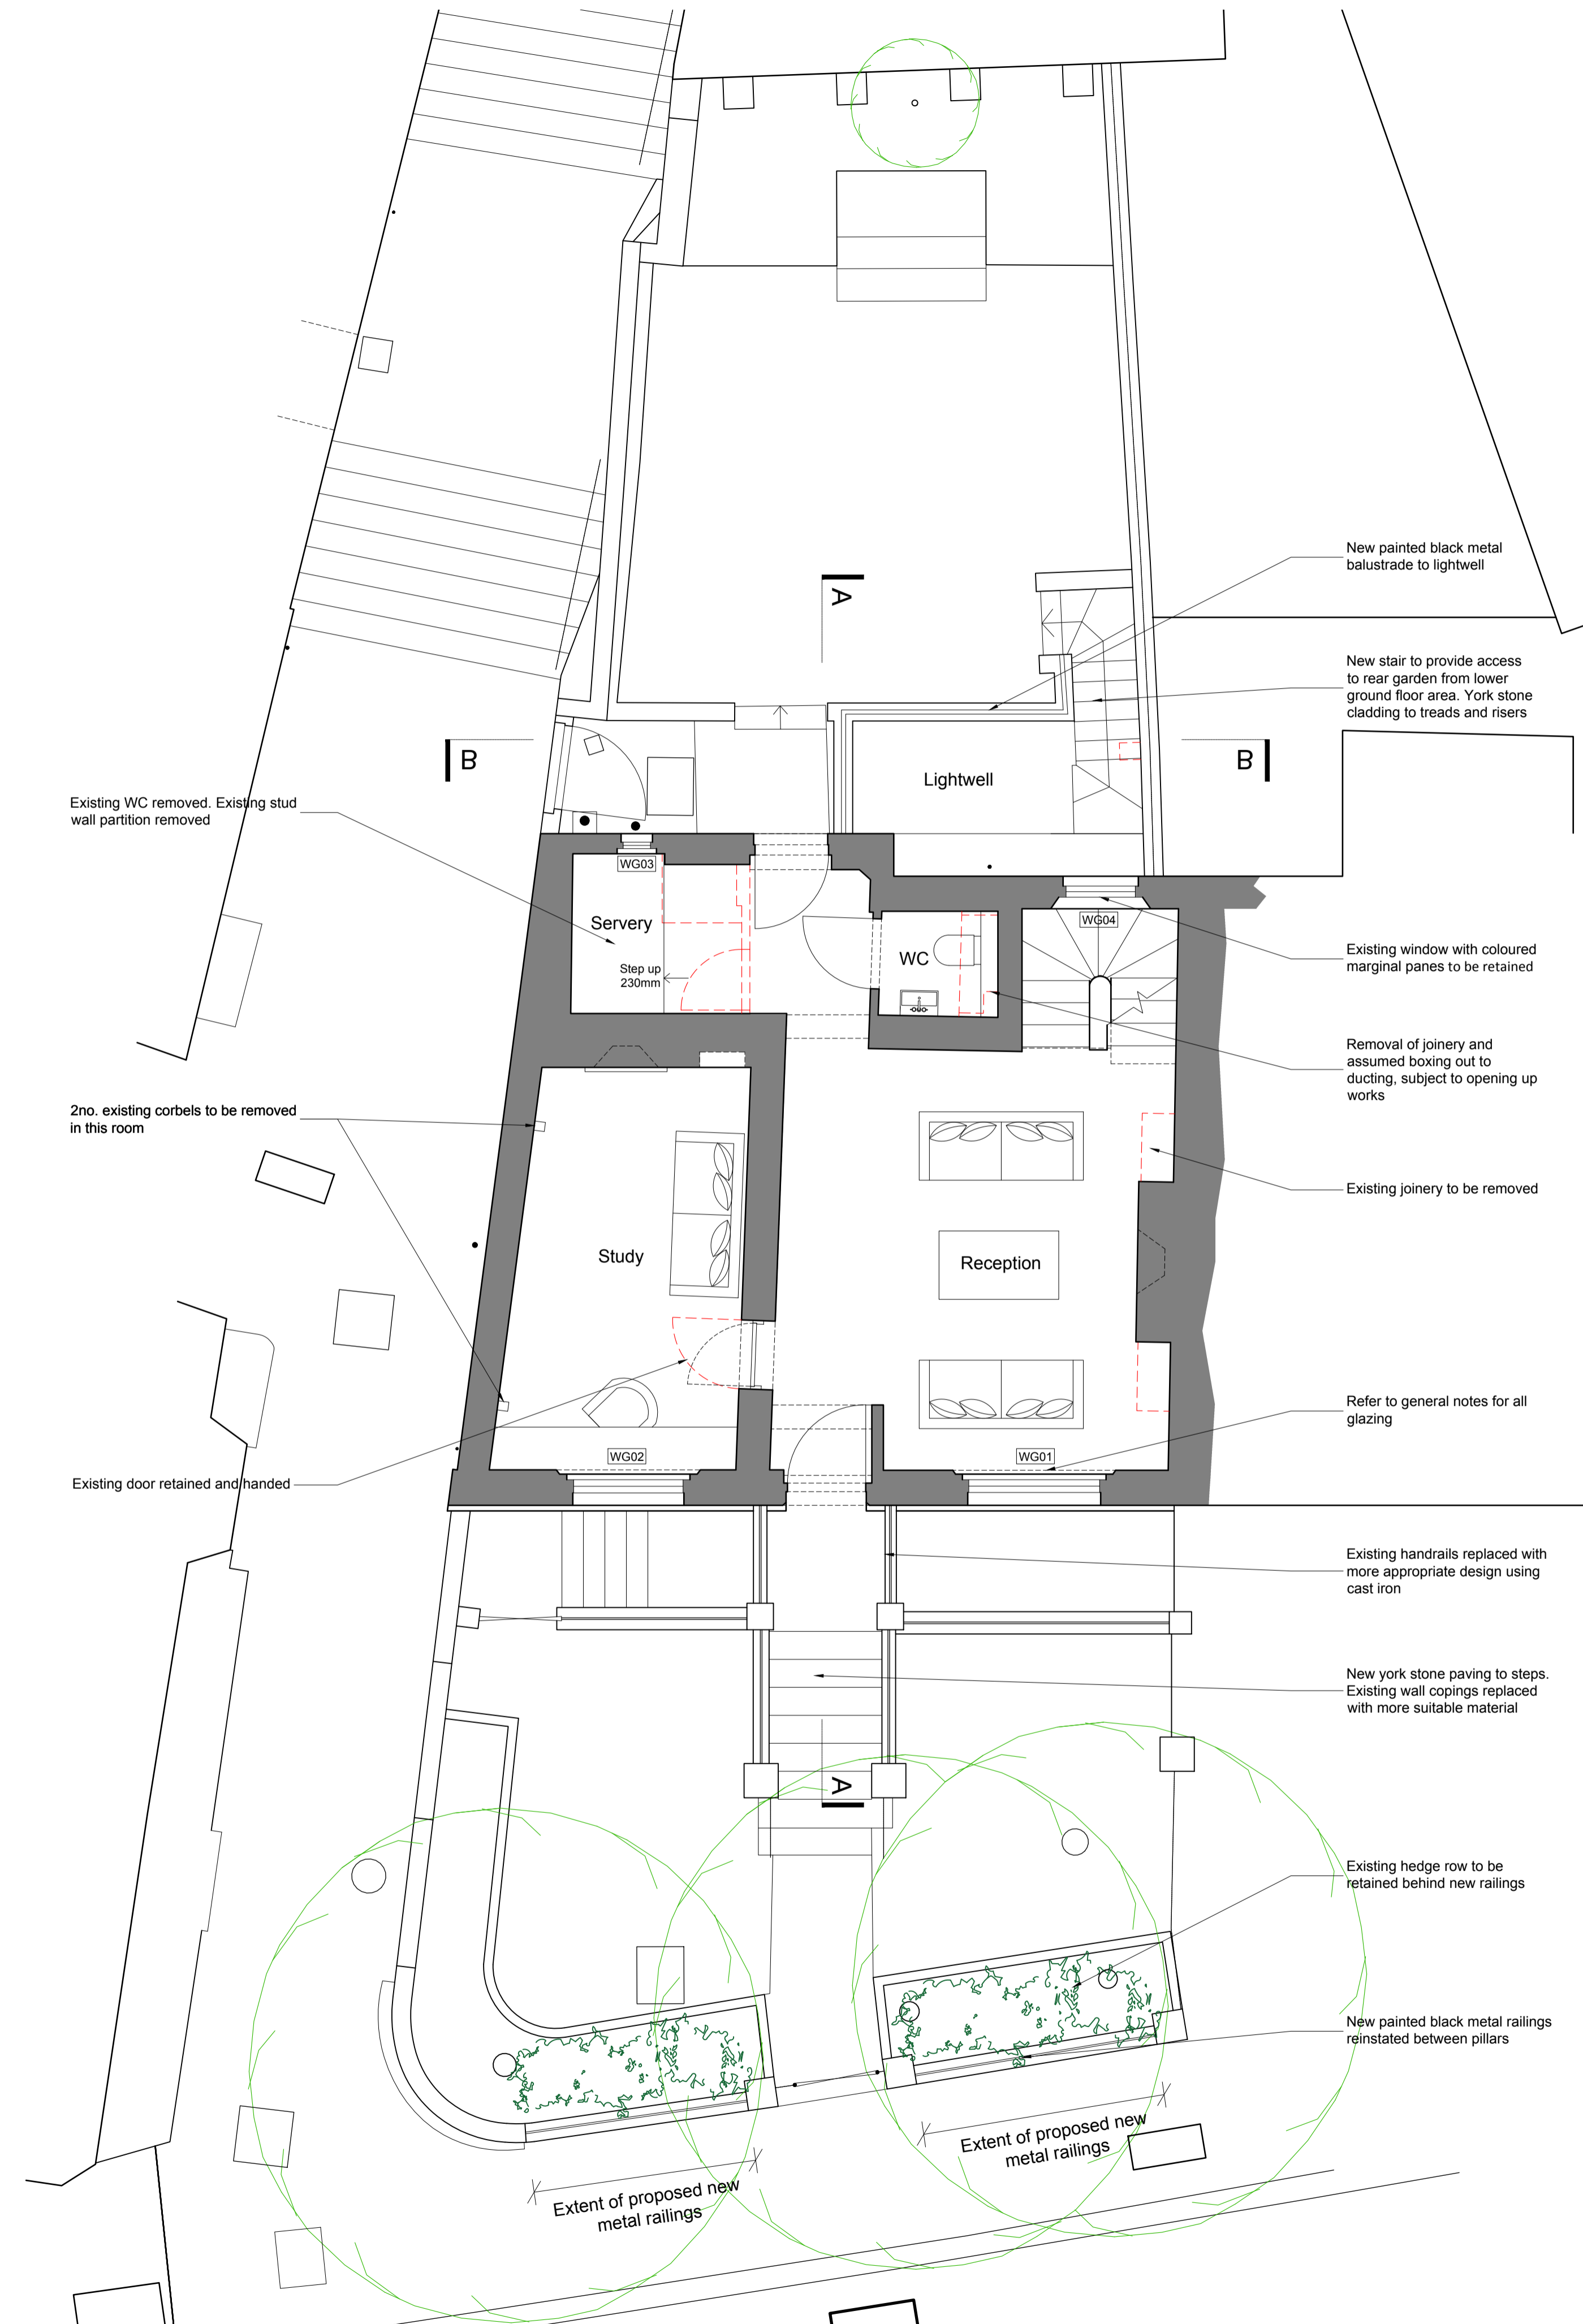 New painted black metal
balustrade to lightwell
A
New stair to provide access
to rear garden from lower
ground floor area. York stone
cladding to treads and risers
B
B
Lightwell
Existing WC removed. Existing stud
wall partition removed
WG03
Servery
WG04
Step up
230mm
WC
Existing window with coloured
marginal panes to be retained
Removal of joinery and
assumed boxing out to
ducting, subject to opening up
works
2no. existing corbels to be removed
in this room
Existing joinery to be removed
Study
Reception
Refer to general notes for all
glazing
WG02
WG01
Existing door retained and handed
Existing handrails replaced with
more appropriate design using
cast iron
New york stone paving to steps.
Existing wall copings replaced
with more suitable material
A
Existing hedge row to be
retained behind new railings
New painted black metal railings
reinstated between pillars
Extent of proposed new
metal railings
Extent of proposed new
metal railings